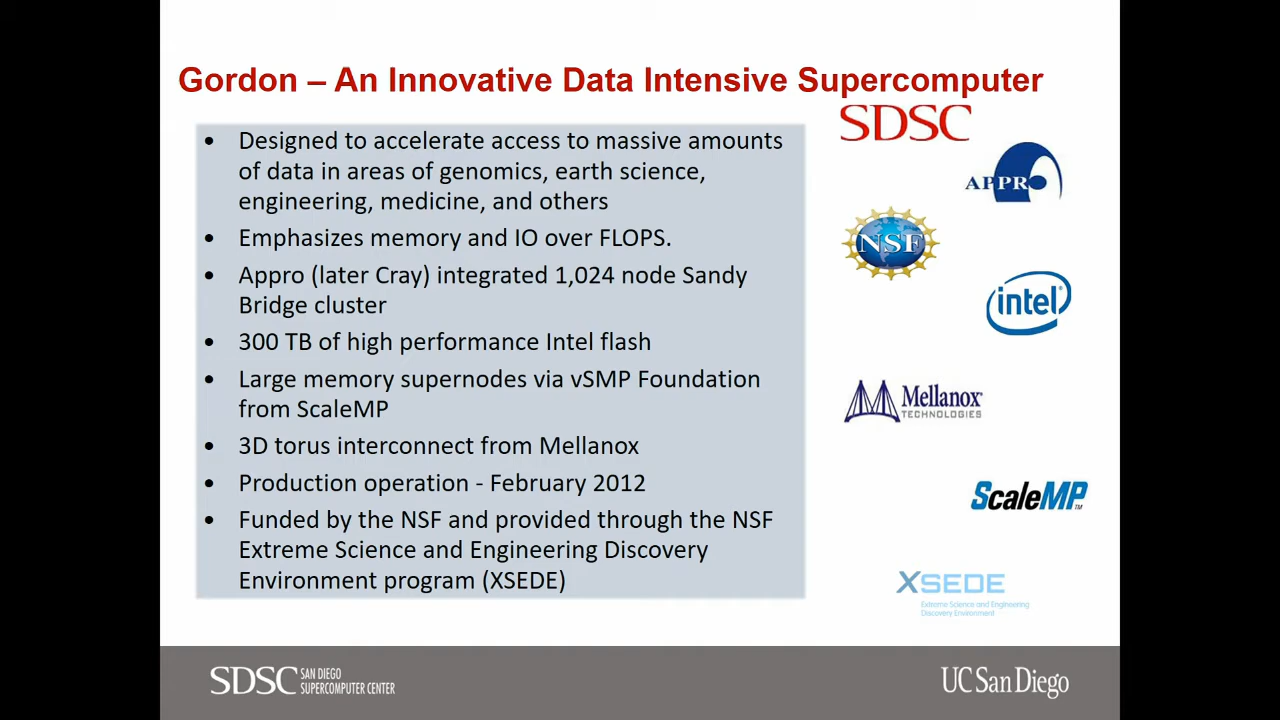 Gordon – An Innovative Data Intensive Supercomputer
• Designed to accelerate access to massive amounts
of data in areas of genomics, earth science,
engineering, medicine, and others
• Emphasizes memory and IO over FLOPS.
• Appro (later Cray) integrated 1,024 node Sandy
Bridge cluster
• 300 TB of high performance Intel flash
• Large memory supernodes via vSMP Foundation
from ScaleMP
• 3D torus interconnect from Mellanox
• Production operation - February 2012
• Funded by the NSF and provided through the NSF
Extreme Science and Engineering Discovery
Environment program (XSEDE)
SDSC
APPRO
NSF
intel®
Mellanox
TECHNOLOGIES
ScaleMP™
XSEDE
Extreme Science and Engineering
Discovery Environment
SDSC SAN DIEGO
SUPERCOMPUTER CENTER
UC San Diego